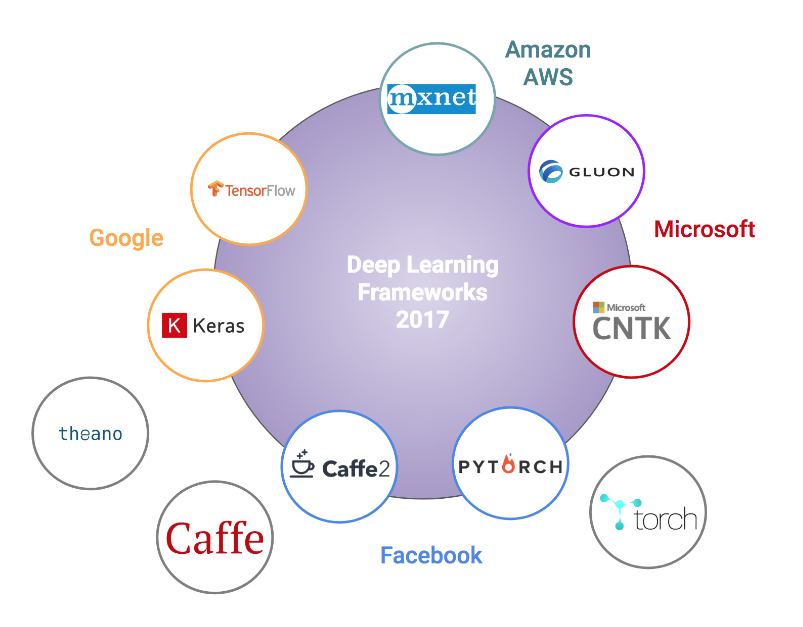 Amazon
AWS
mxnet
GLUON
TensorFlow
Google
Microsoft
Deep Learning
Frameworks
2017
Microsoft
CNTK
K Keras
theano
Caffe2
PYTORCH
torch
Caffe
Facebook